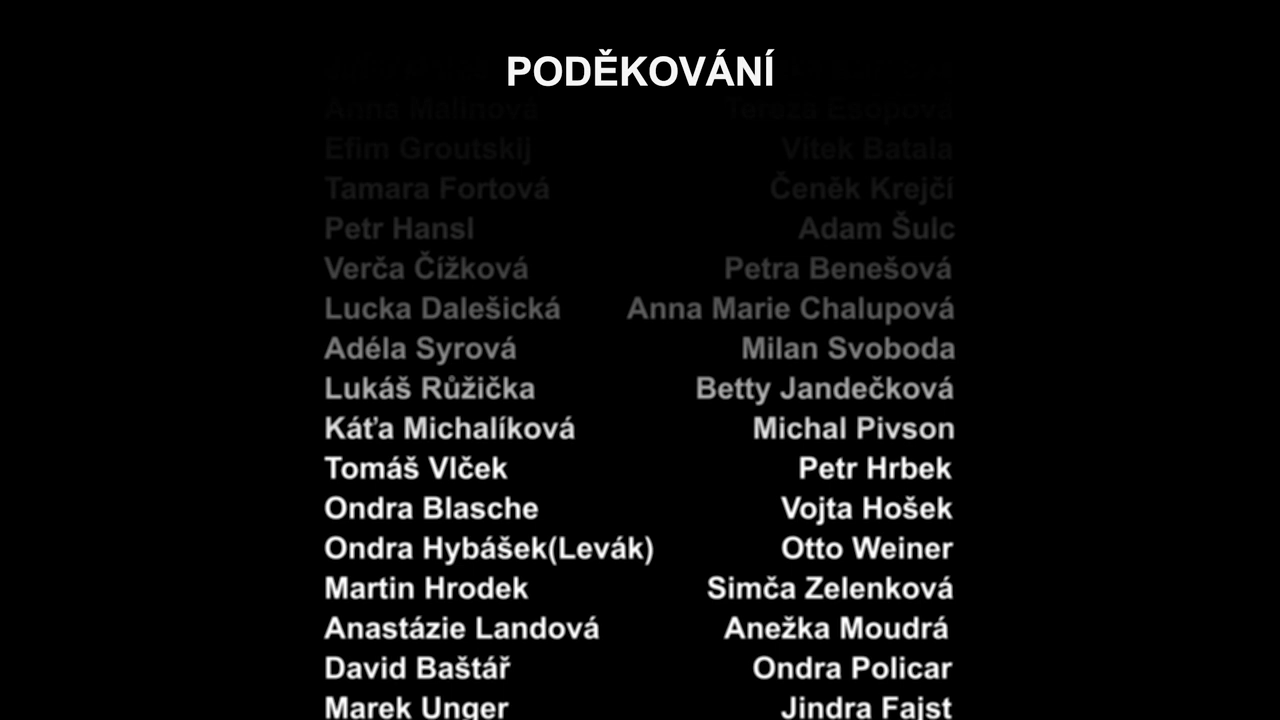 PODĚKOVÁNÍ
Anna Malinová Tereza Esopová
Efim Groutskij Vítek Batala
Tamara Fortová Čeněk Krejčí
Petr Hansl Adam Šulc
Verča Čížková Petra Benešová
Lucka Dalešická Anna Marie Chalupová
Adéla Syrová Milan Svoboda
Lukáš Růžička Betty Jandečková
Káťa Michalíková Michal Pivson
Tomáš Vlček Petr Hrbek
Ondra Blasche Vojta Hošek
Ondra Hybášek(Levák) Otto Weiner
Martin Hrodek Simča Zelenková
Anastázie Landová Anežka Moudrá
David Baštář Ondra Policar
Marek Unger Jindra Fajst